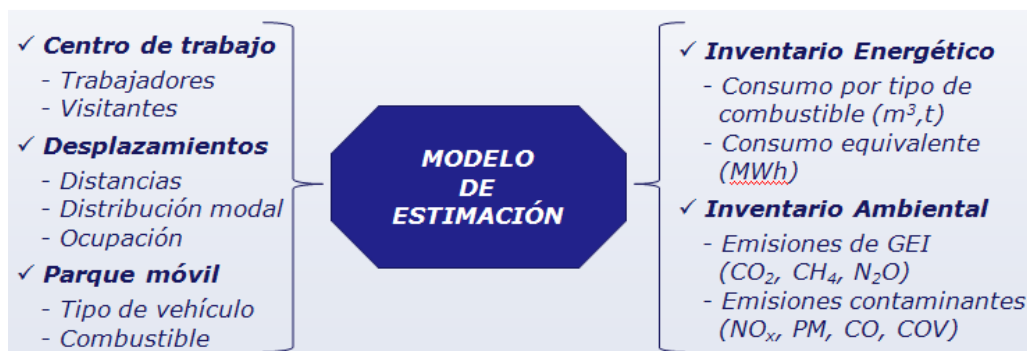 ✓ Centro de trabajo
- Trabajadores
- Visitantes
✓ Desplazamientos
- Distancias
- Distribución modal
- Ocupación
✓ Parque móvil
- Tipo de vehículo
- Combustible
MODELO
DE
ESTIMACIÓN
✓ Inventario Energético
- Consumo por tipo de
combustible (m³,t)
- Consumo equivalente
(MWh)
✓ Inventario Ambiental
- Emisiones de GEI
(CO₂, CH₄, N₂O)
- Emisiones contaminantes
(NOₓ, PM, CO, COV)